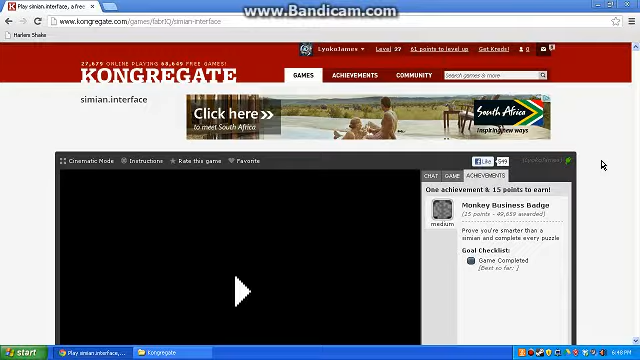 www.Bandicam.com
Play simian.interface, a free
www.kongregate.com/games/fabrIQ/simian-interface
Harlem Shake
27,679 ONLINE PLAYING 68,649 FREE GAMES!
LyokoJames Level 27 61 points to level up Get Kreds! 0
KONGREGATE
GAMES ACHIEVEMENTS COMMUNITY Search games & more!
simian.interface
Click here >>
to meet South Africa
South Africa
Inspiring new ways
Cinematic Mode Instructions Rate this game Favorite
Like 549
CHAT GAME ACHIEVEMENTS
One achievement & 15 points to earn!
Monkey Business Badge
(15 points - 49,659 awarded)
medium
Prove you're smarter than a
simian and complete every puzzle
Goal Checklist:
Game Completed
[Best so far: ]
start Play simian.interface,... Kongregate 6:48 PM